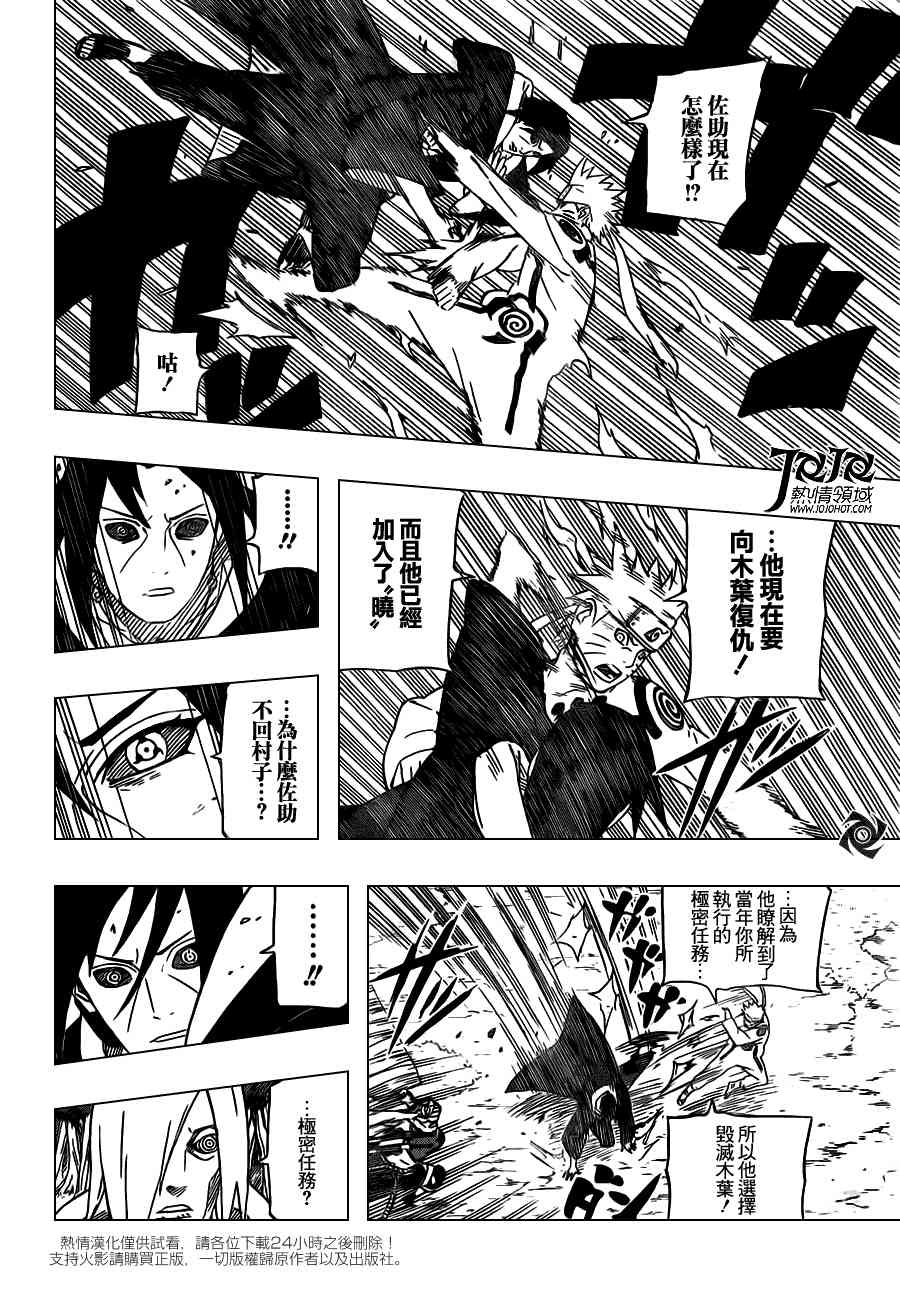 佐助現在
怎麼樣了!?
咕!
JOJO
熱情領域
WWW.JOJOHOT.COM
…他現在要
向木葉復仇!
而且他已經
加入了〝曉〟
……!!
…為什麼佐助
不回村子…?
…因為
他瞭解到了
當年你所
執行的
極密任務…
所以他選擇
毀滅木葉!
……!!
…極密任務?
熱情漢化僅供試看，請各位下載24小時之後刪除！
支持火影請購買正版，一切版權歸原作者以及出版社。